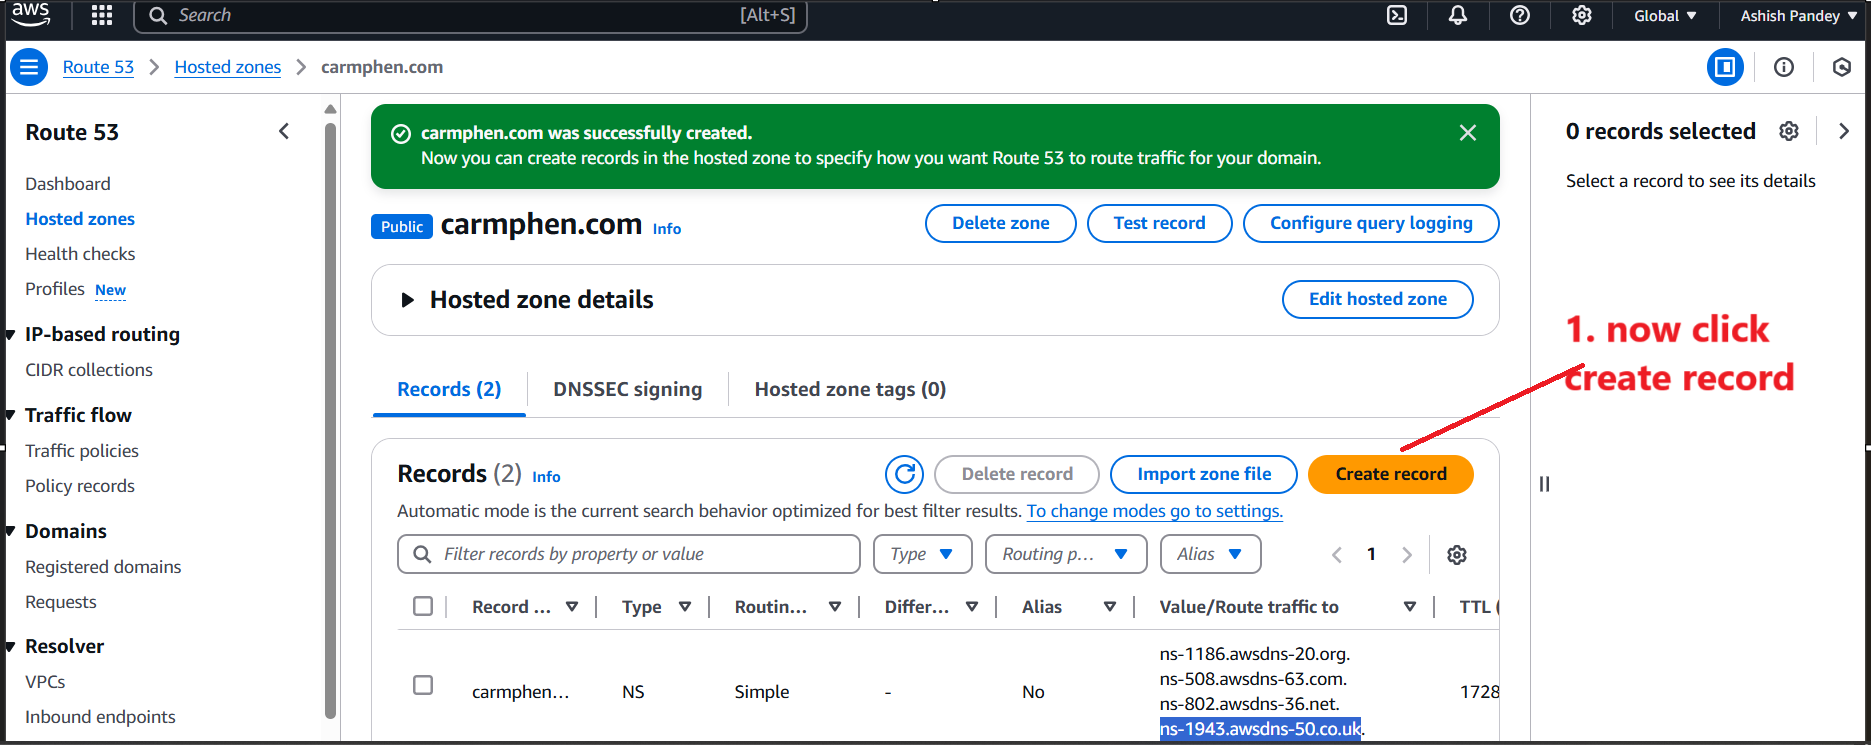 aws
Search
[Alt+S]
Global
Ashish Pandey
Route 53
Hosted zones
carmphen.com
Route 53
Dashboard
Hosted zones
Health checks
Profiles New
IP-based routing
CIDR collections
Traffic flow
Traffic policies
Policy records
Domains
Registered domains
Requests
Resolver
VPCs
Inbound endpoints
carmphen.com was successfully created.
Now you can create records in the hosted zone to specify how you want Route 53 to route traffic for your domain.
Public carmphen.com Info
Delete zone
Test record
Configure query logging
Hosted zone details
Edit hosted zone
Records (2)
DNSSEC signing
Hosted zone tags (0)
Records (2) Info
Delete record
Import zone file
Create record
Automatic mode is the current search behavior optimized for best filter results. To change modes go to settings.
Filter records by property or value
Type
Routing p...
Alias
1
Record ...
Type
Routin...
Differ...
Alias
Value/Route traffic to
TTL (
carmphen...
NS
Simple
-
No
ns-1186.awsdns-20.org.
ns-508.awsdns-63.com.
ns-802.awsdns-36.net.
ns-1943.awsdns-50.co.uk.
1728
0 records selected
Select a record to see its details
1. now click
create record